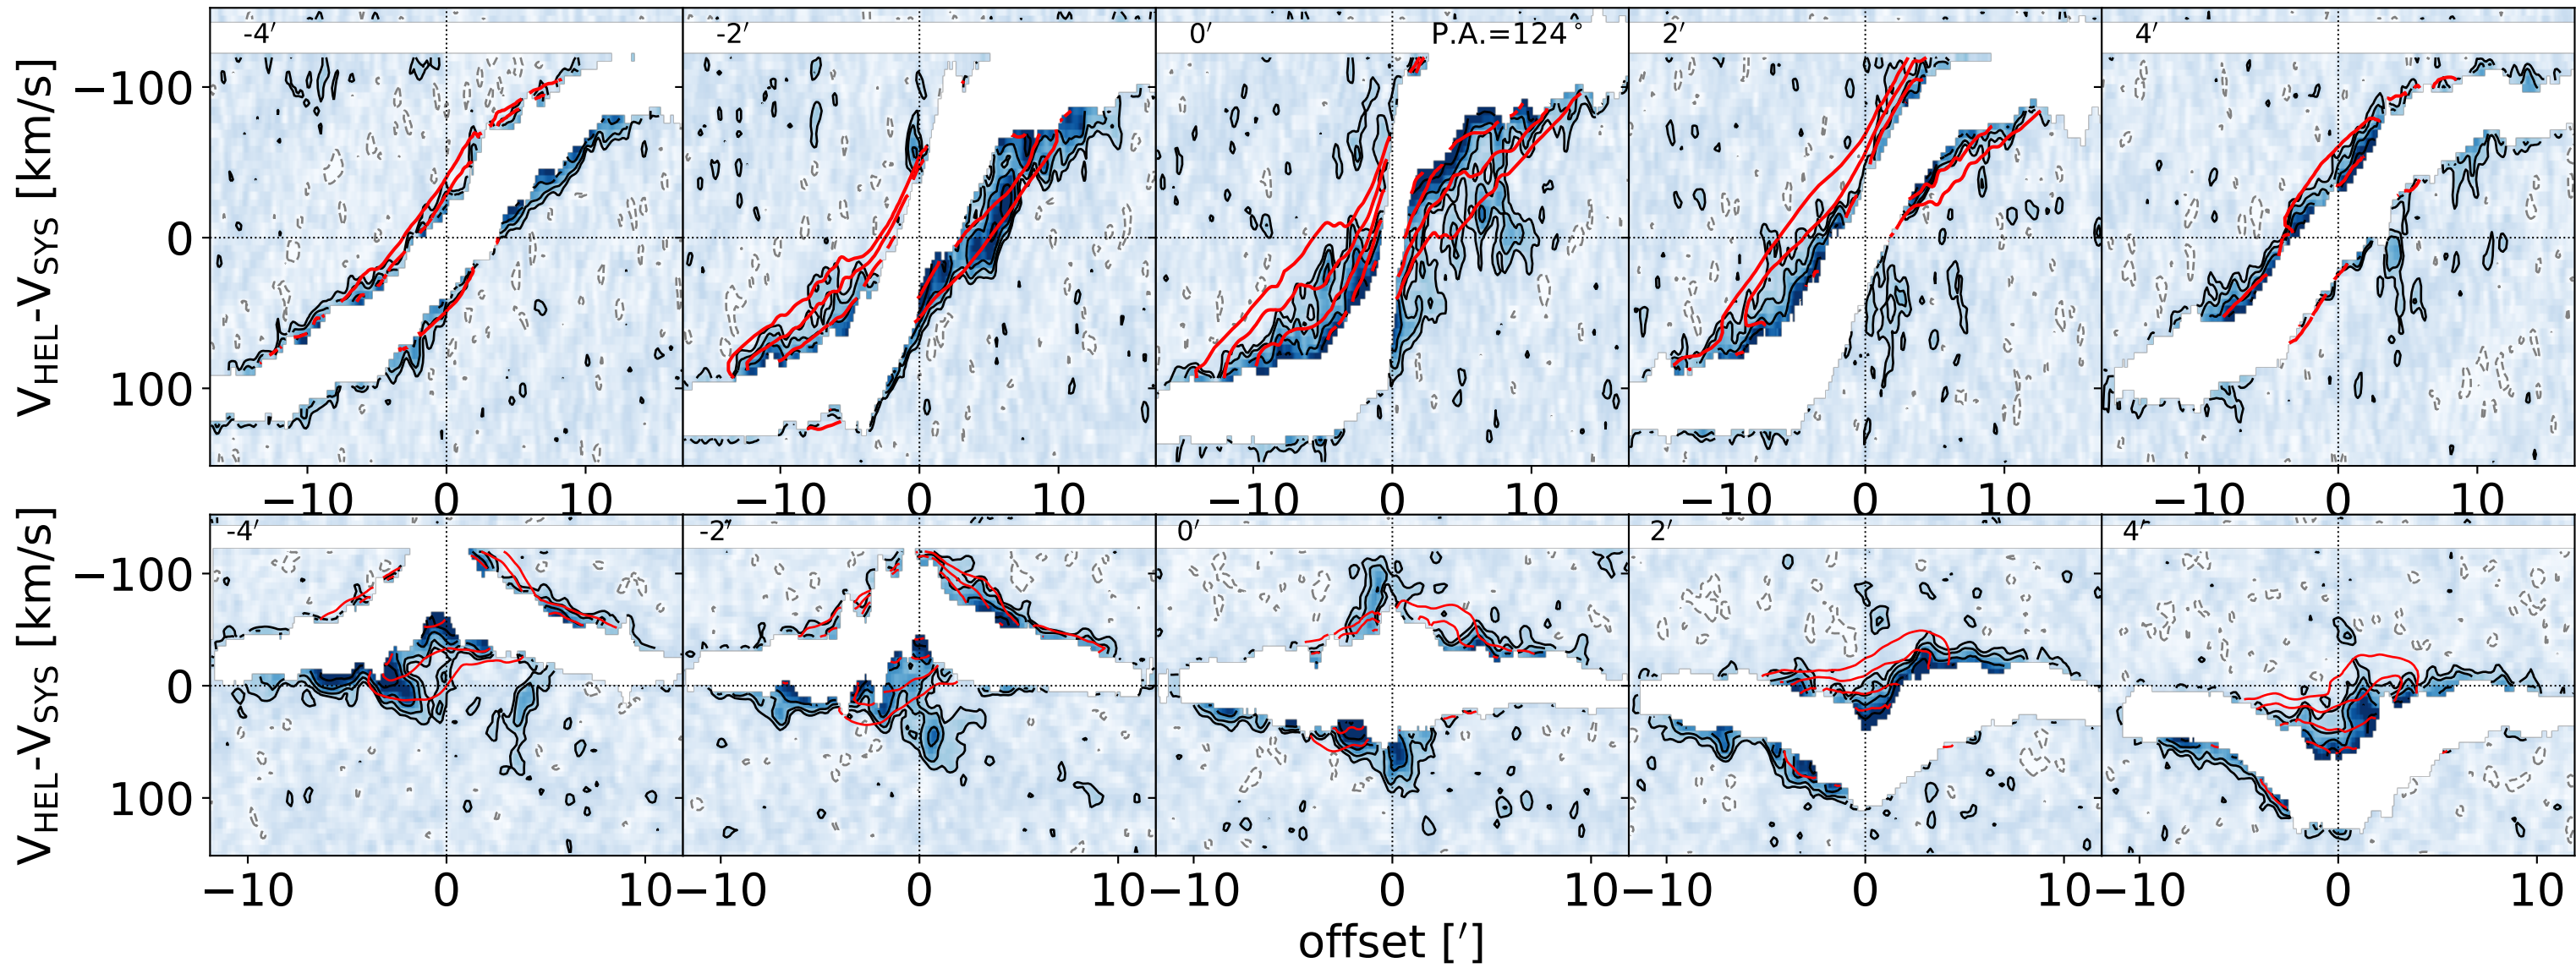 -4′ -2′ 0′ P.A.=124° 2′ 4′
V_HEL-V_SYS [km/s]
−100
0
100
−10 0 10 −10 0 10 −10 0 10 −10 0 10 −10 0 10
-4′ -2′ 0′ 2′ 4′
V_HEL-V_SYS [km/s]
−100
0
100
−10 0 10 −10 0 10 −10 0 10 −10 0 10 −10 0 10
offset [′]